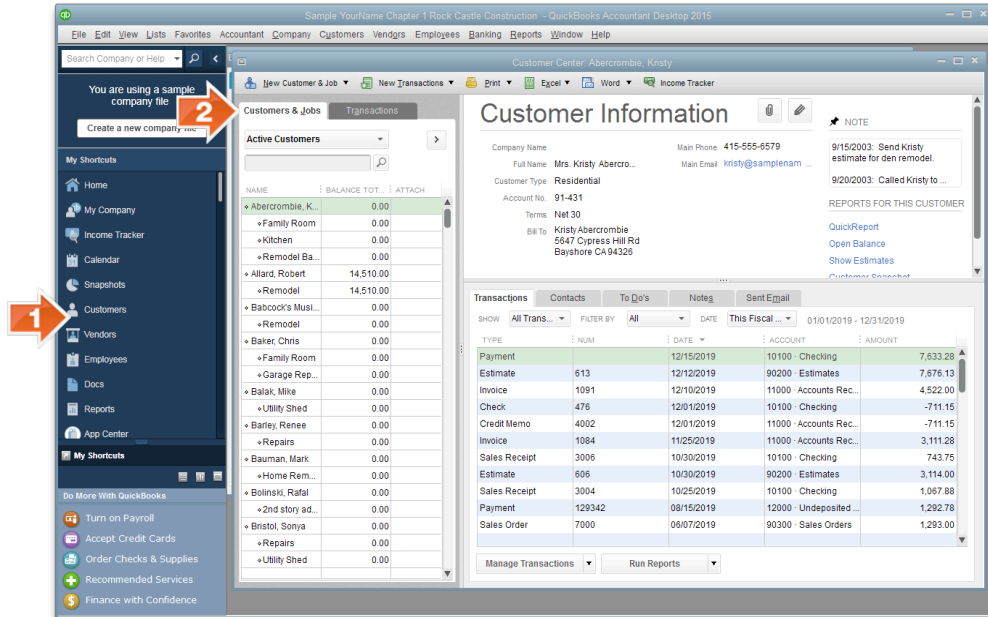 qb
Sample YourName Chapter 1 Rock Castle Construction - QuickBooks Accountant Desktop 2015
File Edit View Lists Favorites Accountant Company Customers Vendors Employees Banking Reports Window Help
Search Company or Help
You are using a sample
company file
Create a new company file
My Shortcuts
Home
My Company
Income Tracker
Calendar
Snapshots
1
Customers
Vendors
Employees
Docs
Reports
App Center
My Shortcuts
Do More With QuickBooks
Turn on Payroll
Accept Credit Cards
Order Checks & Supplies
Recommended Services
Finance with Confidence
Customer Center: Abercrombie, Kristy
New Customer & Job New Transactions Print Excel Word Income Tracker
2
Customers & Jobs Transactions
Active Customers
NAME BALANCE TOT... ATTACH
Abercrombie, K... 0.00
Family Room 0.00
Kitchen 0.00
Remodel Ba... 0.00
Allard, Robert 14,510.00
Remodel 14,510.00
Babcock's Musi... 0.00
Remodel 0.00
Baker, Chris 0.00
Family Room 0.00
Garage Rep... 0.00
Balak, Mike 0.00
Utility Shed 0.00
Barley, Renee 0.00
Repairs 0.00
Bauman, Mark 0.00
Home Rem... 0.00
Bolinski, Rafal 0.00
2nd story ad... 0.00
Bristol, Sonya 0.00
Repairs 0.00
Utility Shed 0.00
Customer Information
Company Name
Full Name Mrs. Kristy Abercro...
Customer Type Residential
Account No. 91-431
Terms Net 30
Bill To Kristy Abercrombie
5647 Cypress Hill Rd
Bayshore CA 94326
Main Phone 415-555-6579
Main Email kristy@samplenam ...
NOTE
9/15/2003: Send Kristy
estimate for den remodel.
9/20/2003: Called Kristy to ...
REPORTS FOR THIS CUSTOMER
QuickReport
Open Balance
Show Estimates
Customer Snapshot
Transactions Contacts To Do's Notes Sent Email
SHOW All Trans... FILTER BY All DATE This Fiscal ... 01/01/2019 - 12/31/2019
TYPE NUM DATE ACCOUNT AMOUNT
Payment 12/15/2019 10100 · Checking 7,633.28
Estimate 613 12/12/2019 90200 · Estimates 7,676.13
Invoice 1091 12/10/2019 11000 · Accounts Rec... 4,522.00
Check 476 12/01/2019 10100 · Checking -711.15
Credit Memo 4002 12/01/2019 11000 · Accounts Rec... -711.15
Invoice 1084 11/25/2019 11000 · Accounts Rec... 3,111.28
Sales Receipt 3006 10/30/2019 10100 · Checking 743.75
Estimate 606 10/30/2019 90200 · Estimates 3,114.00
Sales Receipt 3004 10/25/2019 10100 · Checking 1,067.88
Payment 129342 08/15/2019 12000 · Undeposited ... 1,292.78
Sales Order 7000 06/07/2019 90300 · Sales Orders 1,293.00
Manage Transactions Run Reports